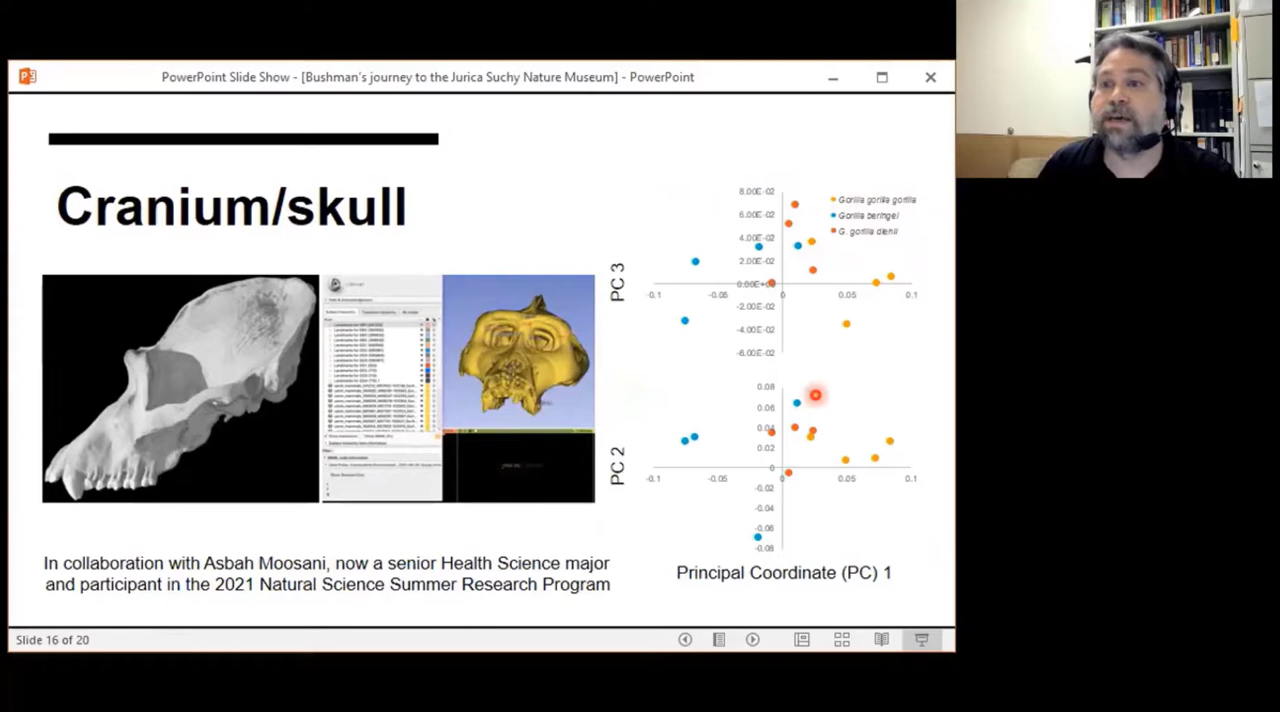 PowerPoint Slide Show - [Bushman's journey to the Jurica Suchy Nature Museum] - PowerPoint
Cranium/skull
8.00E-02
6.00E-02
4.00E-02
2.00E-02
0.00E+00
-2.00E-02
-4.00E-02
-6.00E-02
-0.1
-0.05
0
0.05
0.1
PC 3
Gorilla gorilla gorilla
Gorilla beringei
G. gorilla diehli
0.08
0.06
0.04
0.02
0
-0.02
-0.04
-0.06
-0.08
-0.1
-0.05
0
0.05
0.1
PC 2
Principal Coordinate (PC) 1
In collaboration with Asbah Moosani, now a senior Health Science major
and participant in the 2021 Natural Science Summer Research Program
Slide 16 of 20